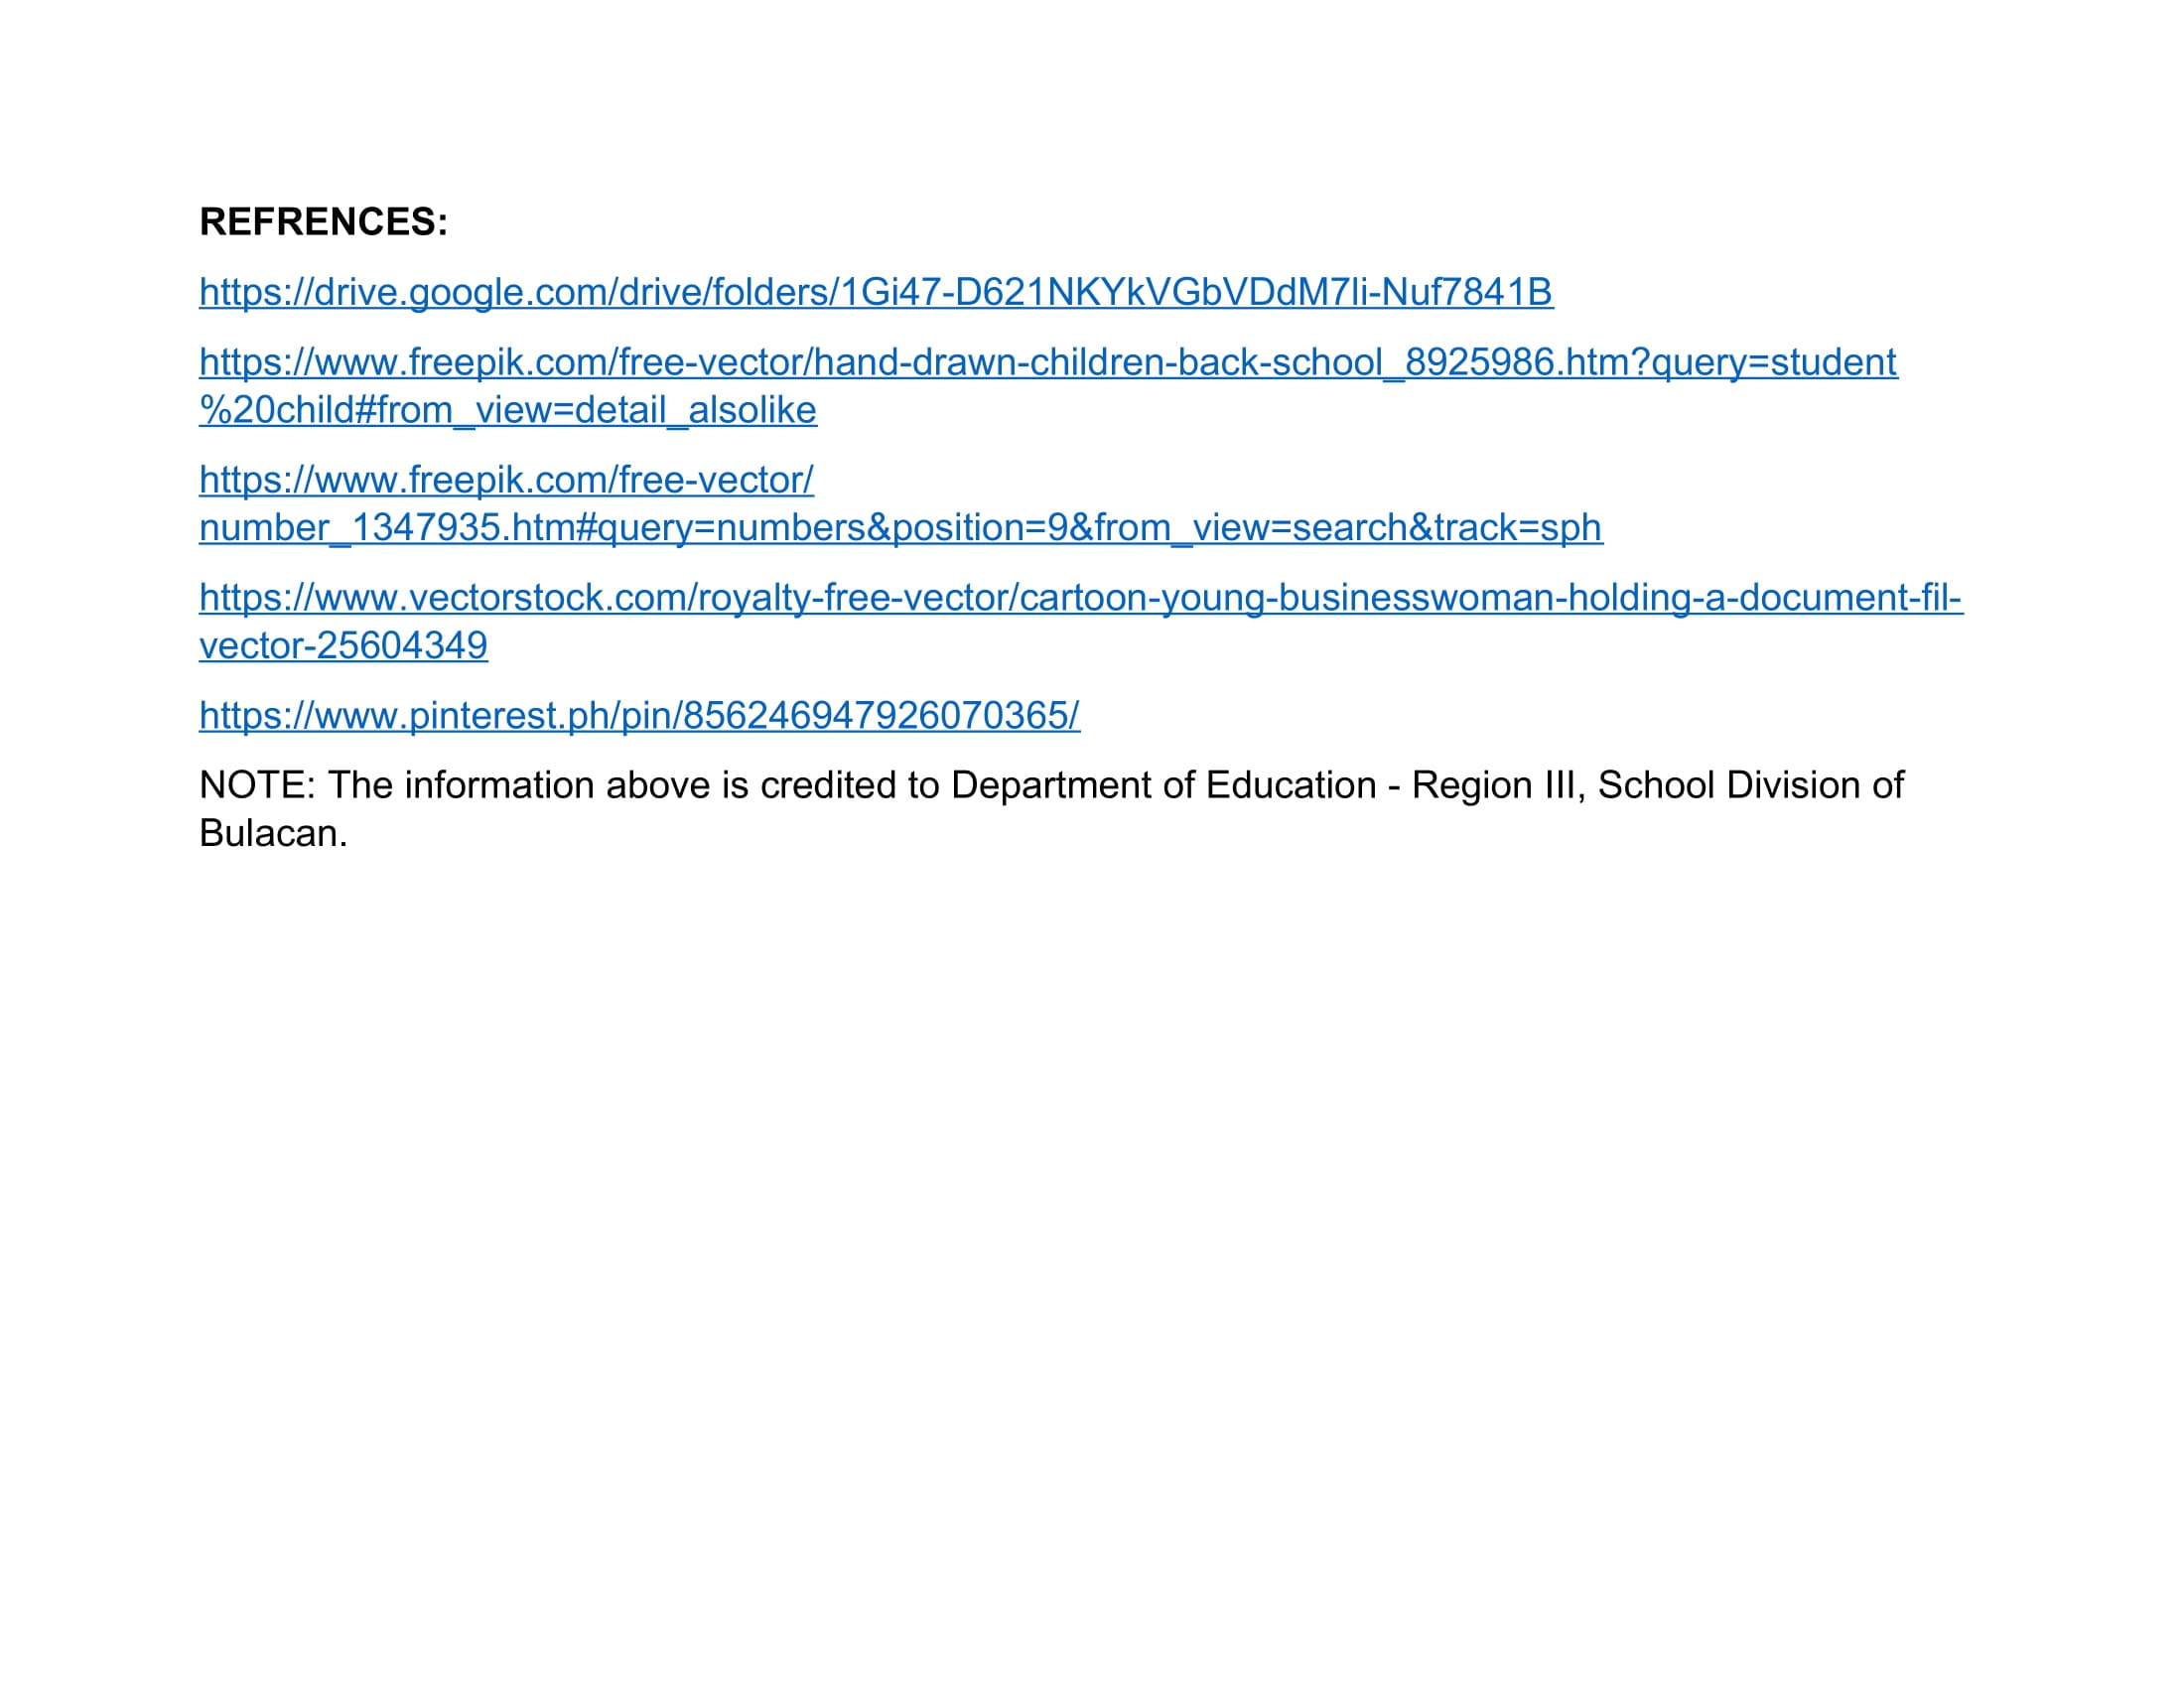 REFRENCES:
https://drive.google.com/drive/folders/1Gi47-D621NKYkVGbVDdM7li-Nuf7841B
https://www.freepik.com/free-vector/hand-drawn-children-back-school_8925986.htm?query=student
%20child#from_view=detail_alsolike
https://www.freepik.com/free-vector/
number_1347935.htm#query=numbers&position=9&from_view=search&track=sph
https://www.vectorstock.com/royalty-free-vector/cartoon-young-businesswoman-holding-a-document-fil-
vector-25604349
https://www.pinterest.ph/pin/856246947926070365/
NOTE: The information above is credited to Department of Education - Region III, School Division of
Bulacan.